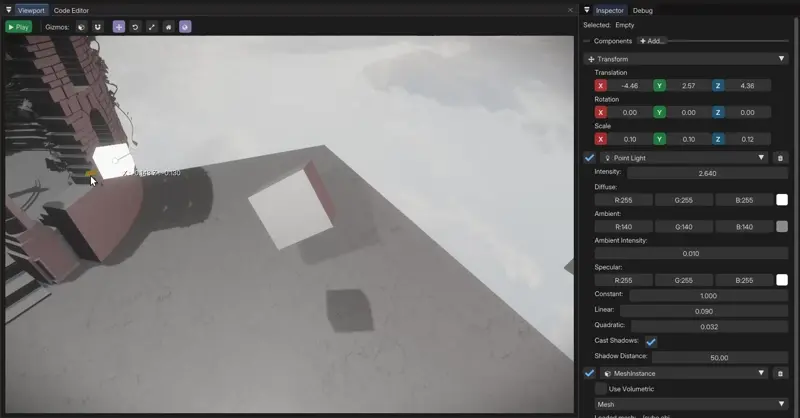 Viewport Code Editor
Play Gizmos:
Inspector Debug
Selected: Empty
Components + Add...
Transform
Translation
X -4.46 Y 2.57 Z 4.36
Rotation
X 0.00 Y 0.00 Z 0.00
Scale
X 0.10 Y 0.10 Z 0.12
Point Light
Intensity: 2.640
Diffuse:
R:255 G:255 B:255
Ambient:
R:140 G:140 B:140
Ambient Intensity:
0.010
Specular:
R:255 G:255 B:255
Constant: 1.000
Linear: 0.090
Quadratic: 0.032
Cast Shadows:
Shadow Distance: 50.00
MeshInstance
Use Volumetric
Mesh